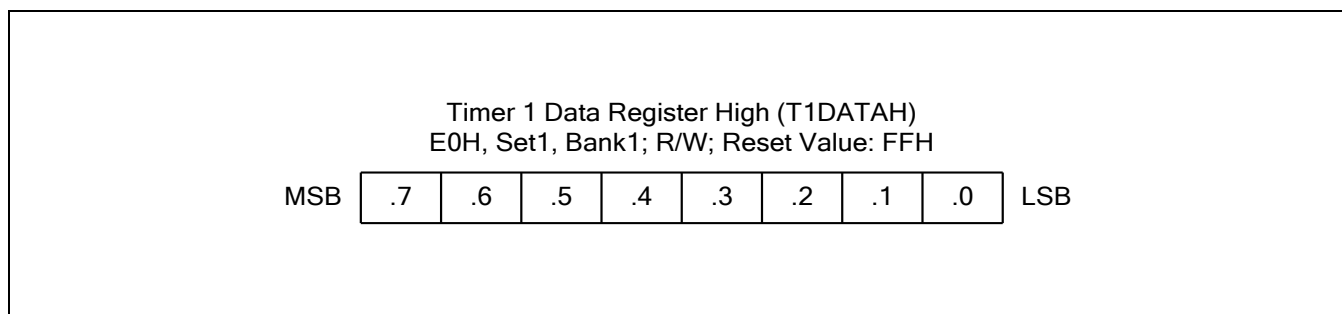 Timer 1 Data Register High (T1DATAH)
E0H, Set1, Bank1; R/W; Reset Value: FFH
MSB .7 .6 .5 .4 .3 .2 .1 .0 LSB